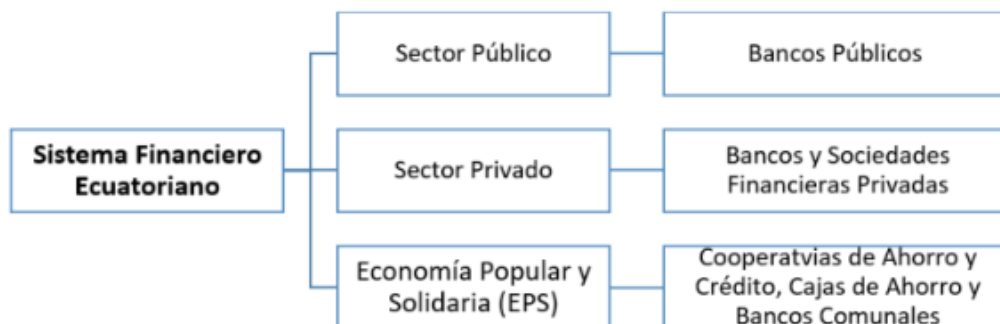 Sistema Financiero
Ecuatoriano
Sector Público
Bancos Públicos
Sector Privado
Bancos y Sociedades
Financieras Privadas
Economía Popular y
Solidaria (EPS)
Cooperatvias de Ahorro y
Crédito, Cajas de Ahorro y
Bancos Comunales